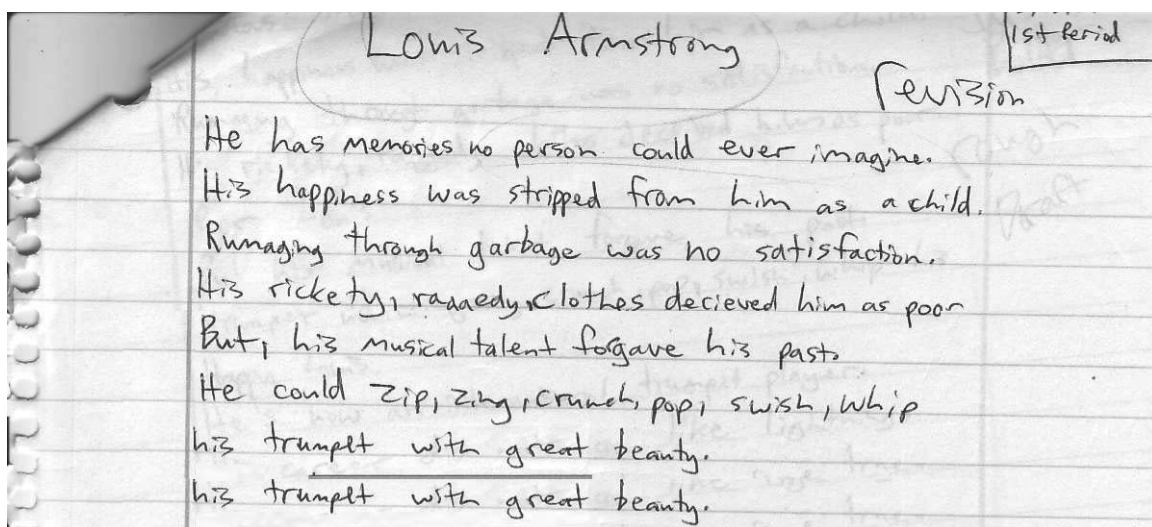 Louis Armstrong
1st Period
revision
He has memories no person could ever imagine.
His happiness was stripped from him as a child.
Rumaging through garbage was no satisfaction.
His rickety, raggedy, clothes decieved him as poor
But, his musical talent forgave his past.
He could zip, zing, crunch, pop, swish, whip
his trumpet with great beauty.
his trumpet with great beauty.